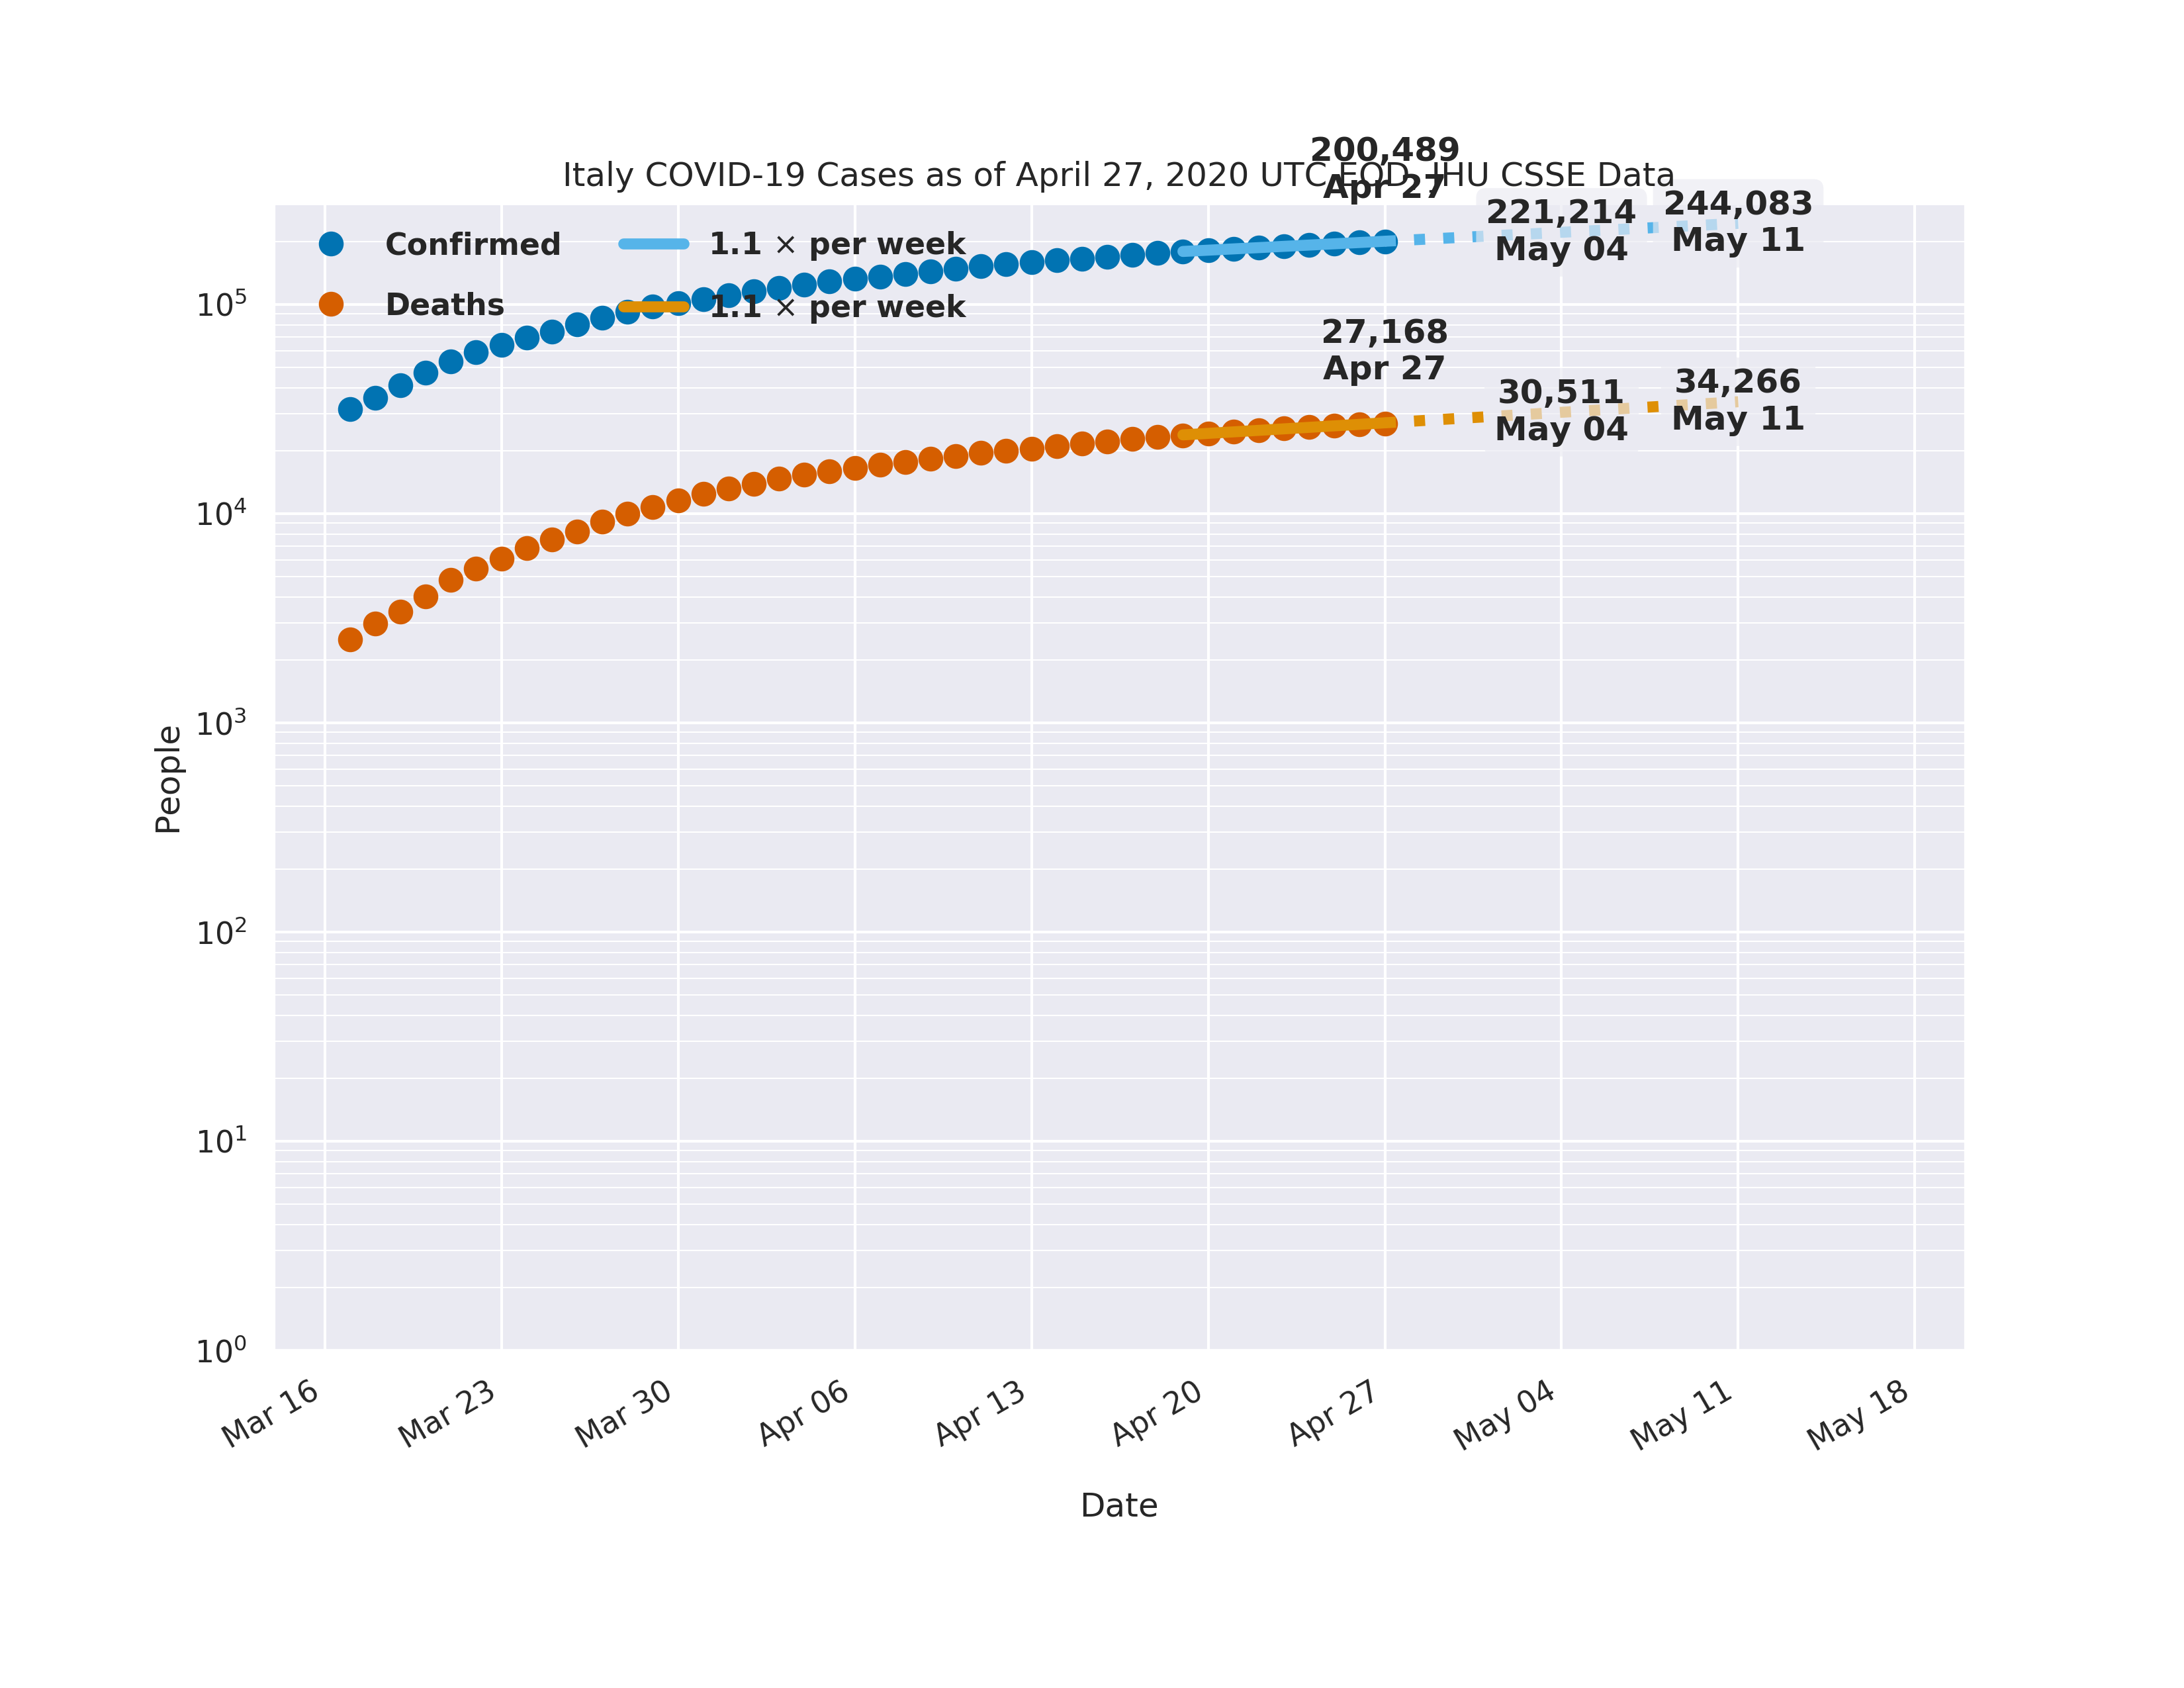 200,489
Apr 27
Italy COVID-19 Cases as of April 27, 2020 UTC EOD, JHU CSSE Data
221,214
May 04
244,083
May 11
Confirmed
1.1 × per week
Deaths
1.1 × per week
27,168
Apr 27
30,511
May 04
34,266
May 11
People
10⁵
10⁴
10³
10²
10¹
10⁰
Mar 16
Mar 23
Mar 30
Apr 06
Apr 13
Apr 20
Apr 27
May 04
May 11
May 18
Date